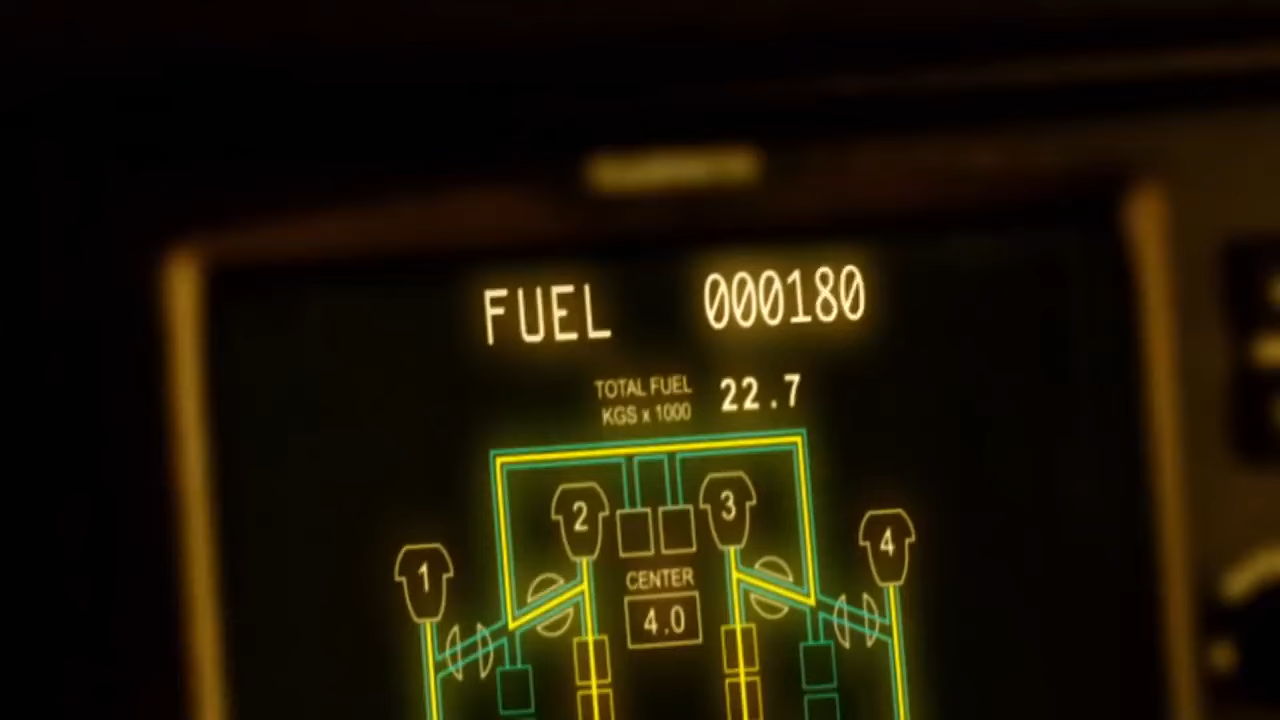 FUEL 000180
TOTAL FUEL 22.7
KGS x 1000
2 3
1 4
CENTER
4.0